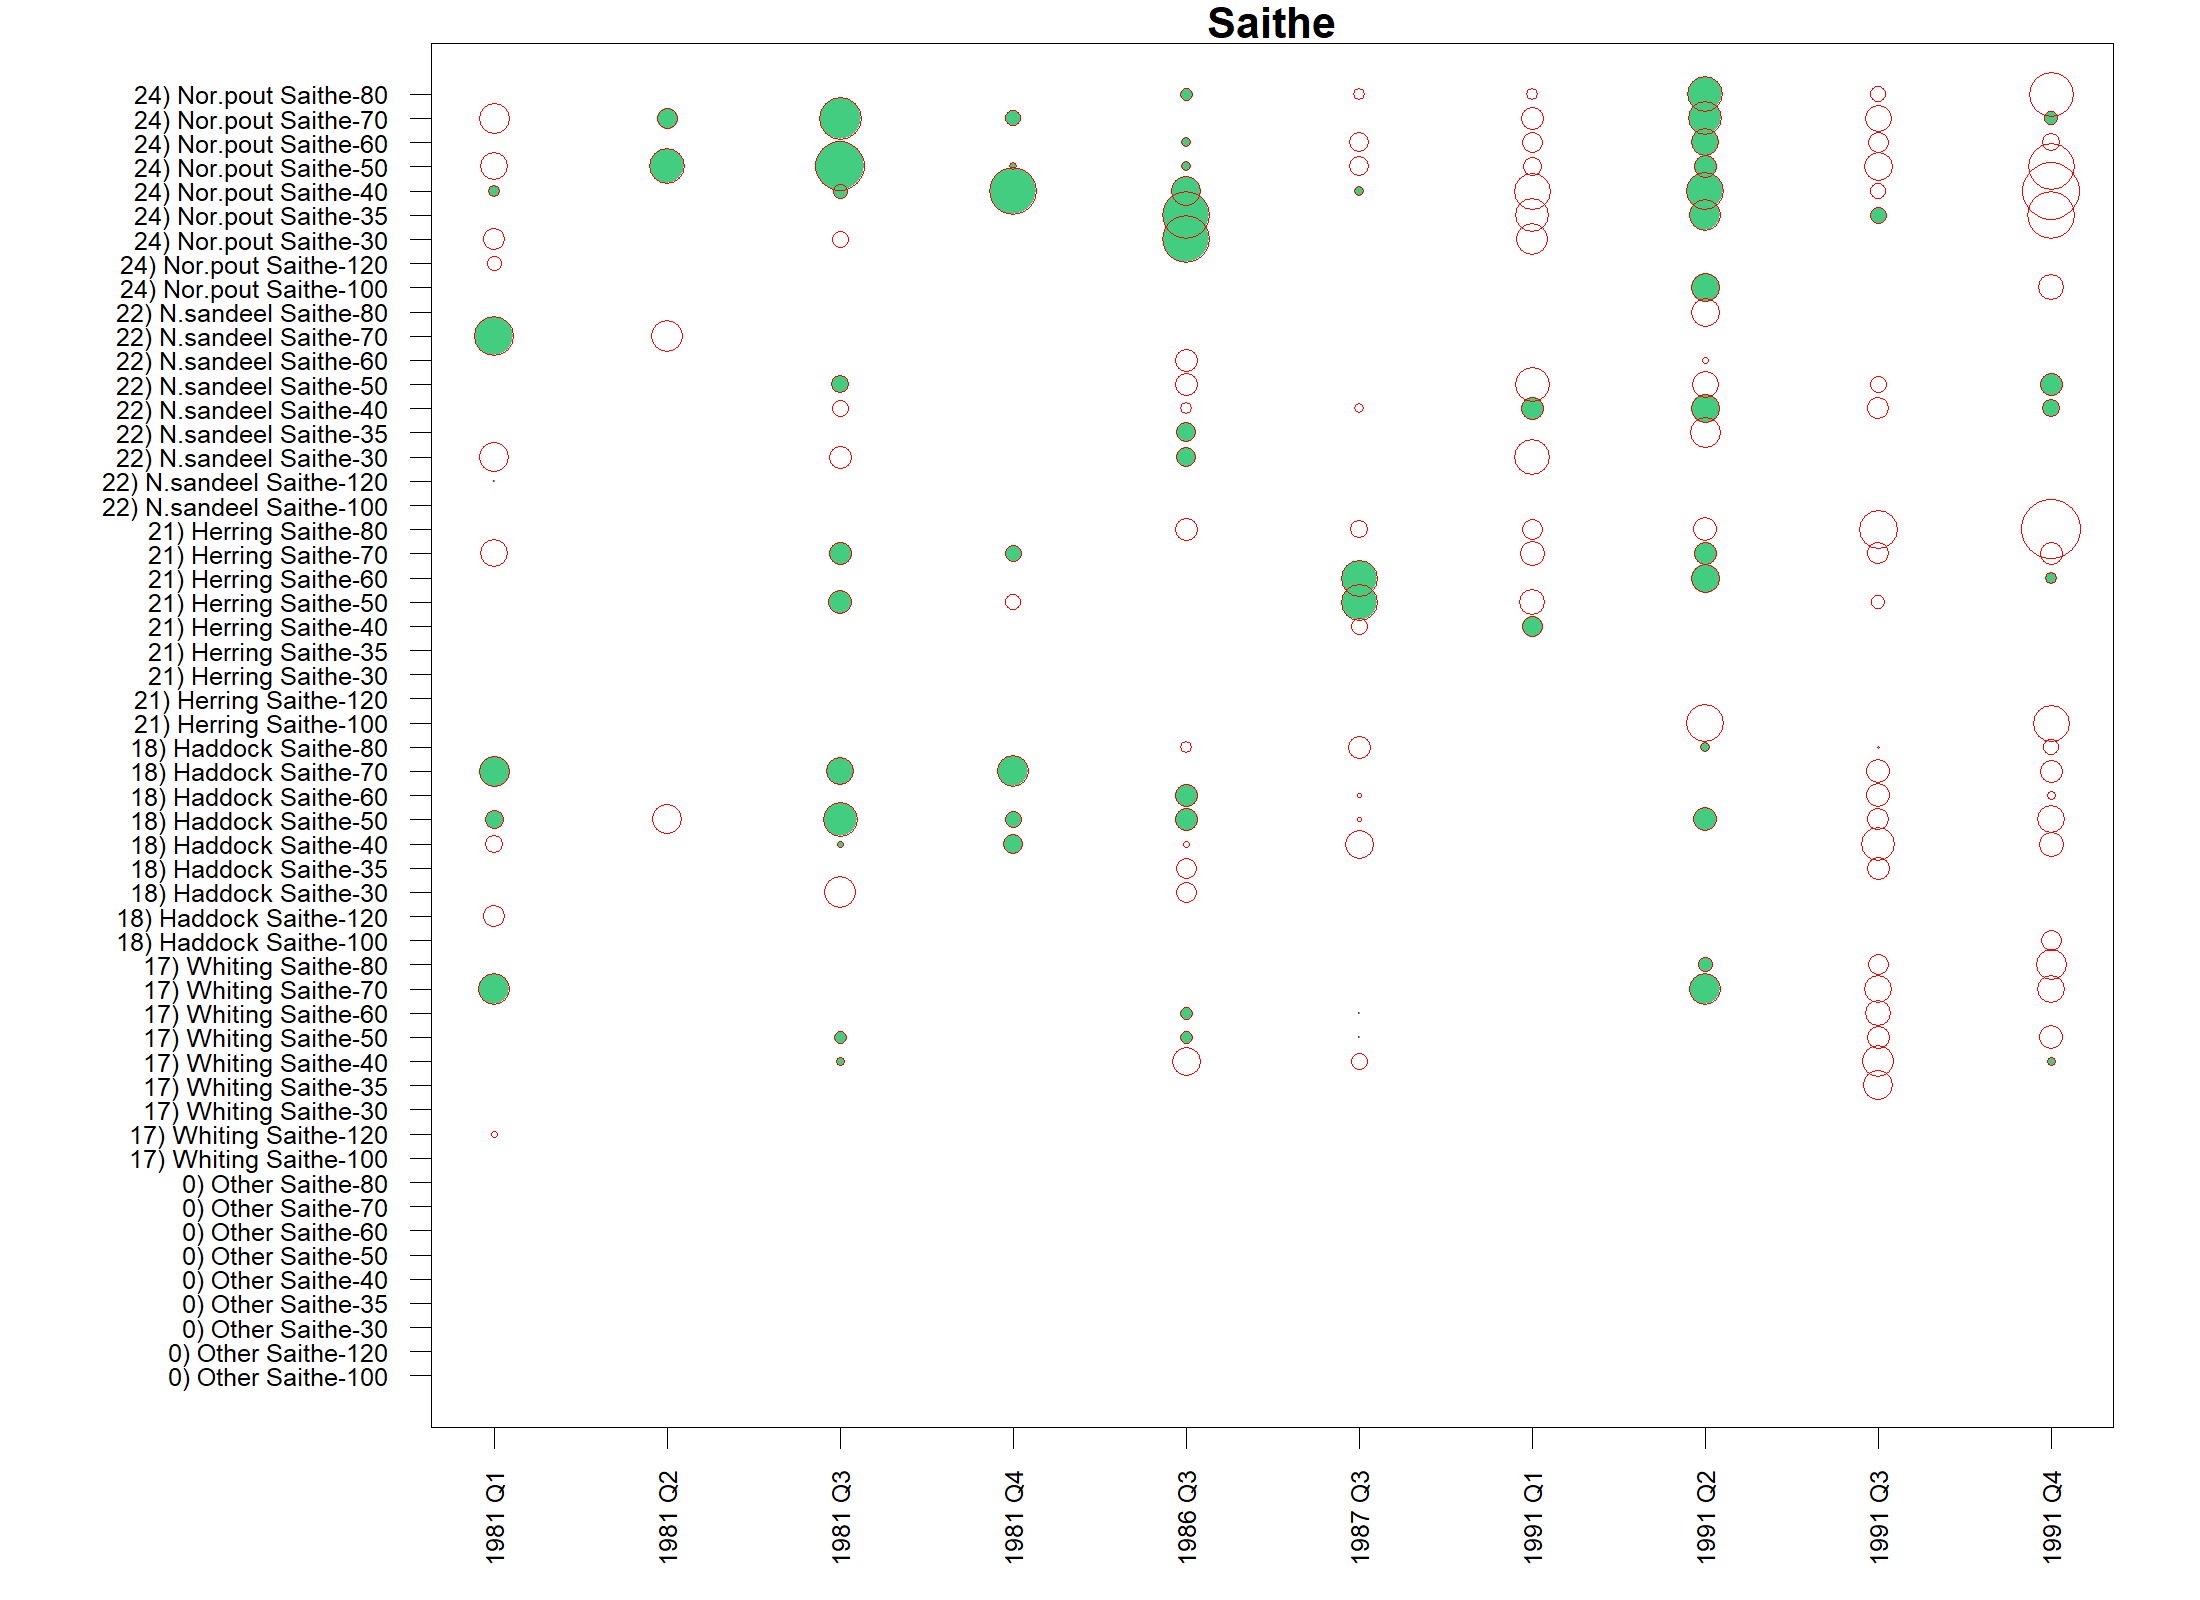 Saithe
24) Nor.pout Saithe-80
24) Nor.pout Saithe-70
24) Nor.pout Saithe-60
24) Nor.pout Saithe-50
24) Nor.pout Saithe-40
24) Nor.pout Saithe-35
24) Nor.pout Saithe-30
24) Nor.pout Saithe-120
24) Nor.pout Saithe-100
22) N.sandeel Saithe-80
22) N.sandeel Saithe-70
22) N.sandeel Saithe-60
22) N.sandeel Saithe-50
22) N.sandeel Saithe-40
22) N.sandeel Saithe-35
22) N.sandeel Saithe-30
22) N.sandeel Saithe-120
22) N.sandeel Saithe-100
21) Herring Saithe-80
21) Herring Saithe-70
21) Herring Saithe-60
21) Herring Saithe-50
21) Herring Saithe-40
21) Herring Saithe-35
21) Herring Saithe-30
21) Herring Saithe-120
21) Herring Saithe-100
18) Haddock Saithe-80
18) Haddock Saithe-70
18) Haddock Saithe-60
18) Haddock Saithe-50
18) Haddock Saithe-40
18) Haddock Saithe-35
18) Haddock Saithe-30
18) Haddock Saithe-120
18) Haddock Saithe-100
17) Whiting Saithe-80
17) Whiting Saithe-70
17) Whiting Saithe-60
17) Whiting Saithe-50
17) Whiting Saithe-40
17) Whiting Saithe-35
17) Whiting Saithe-30
17) Whiting Saithe-120
17) Whiting Saithe-100
0) Other Saithe-80
0) Other Saithe-70
0) Other Saithe-60
0) Other Saithe-50
0) Other Saithe-40
0) Other Saithe-35
0) Other Saithe-30
0) Other Saithe-120
0) Other Saithe-100
1981 Q1
1981 Q2
1981 Q3
1981 Q4
1986 Q3
1987 Q3
1991 Q1
1991 Q2
1991 Q3
1991 Q4